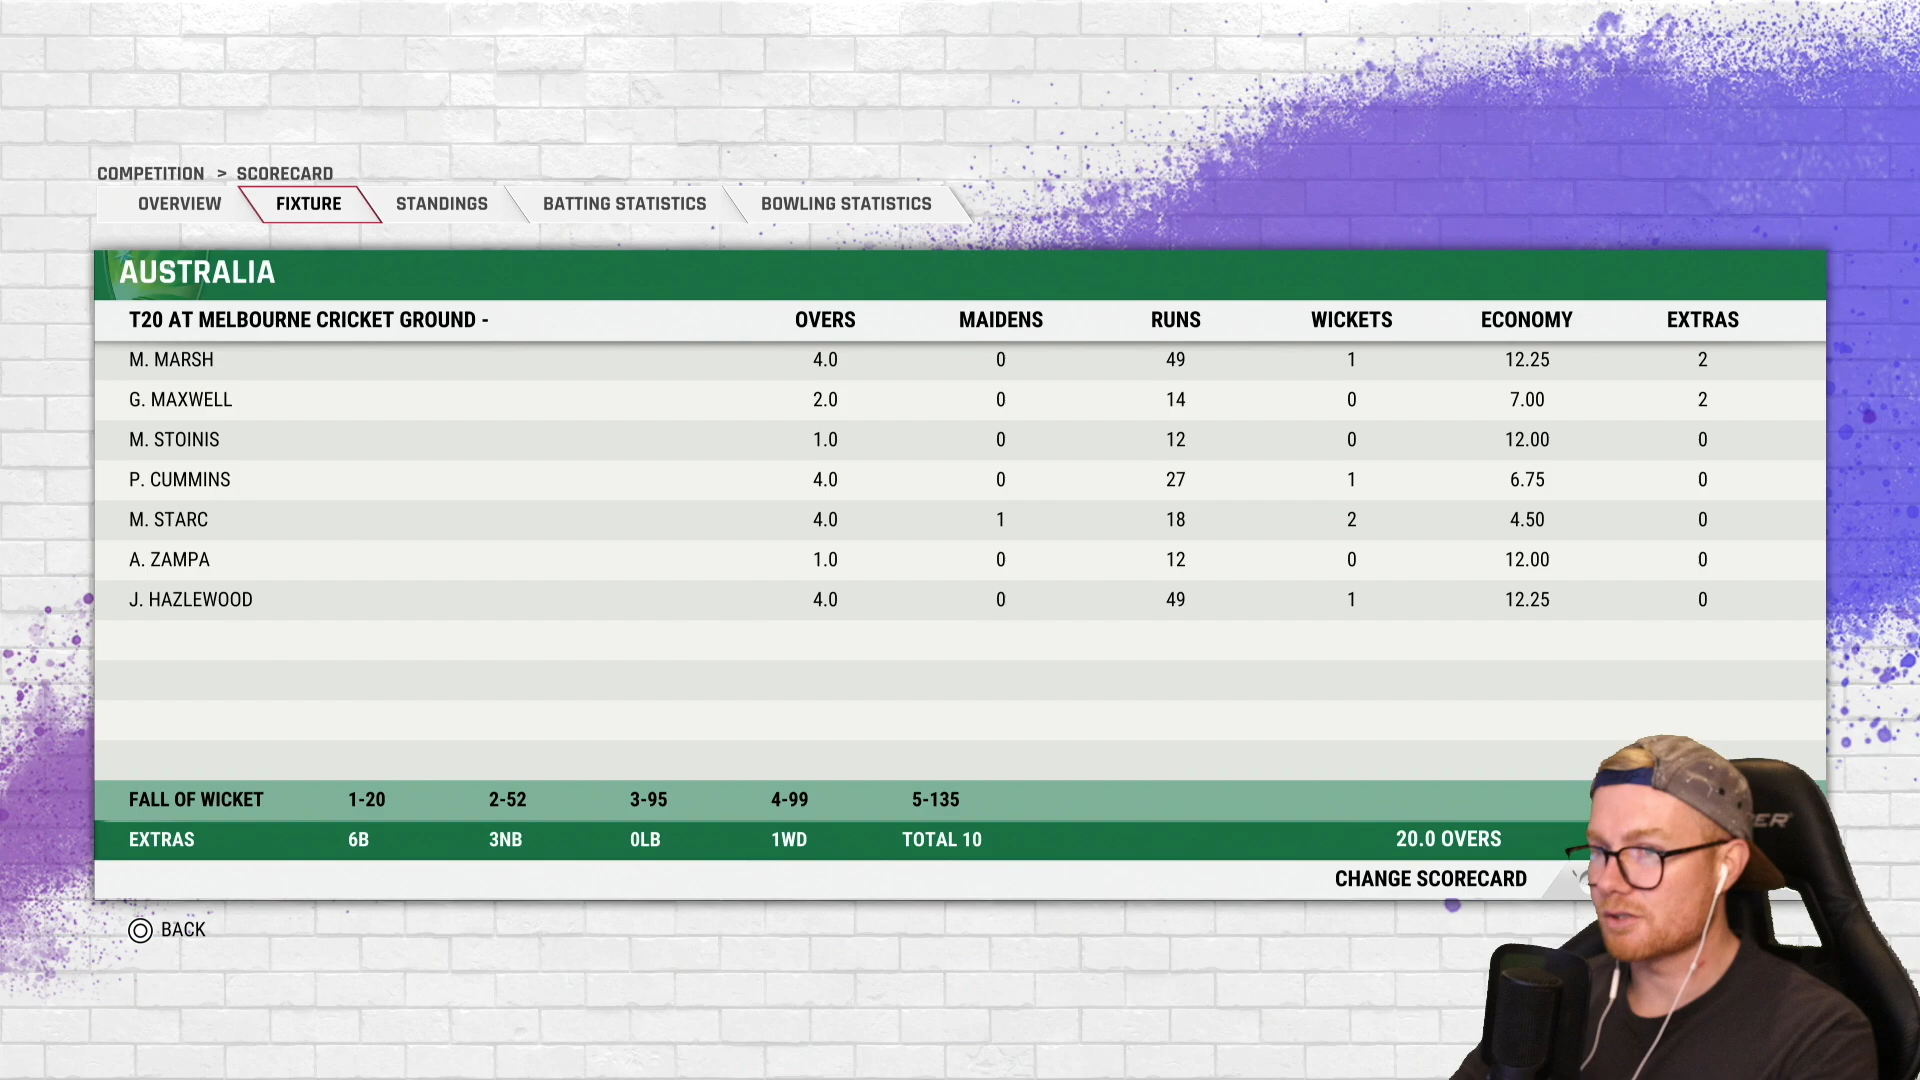 COMPETITION > SCORECARD
OVERVIEW FIXTURE STANDINGS BATTING STATISTICS BOWLING STATISTICS
AUSTRALIA
T20 AT MELBOURNE CRICKET GROUND - OVERS MAIDENS RUNS WICKETS ECONOMY EXTRAS
M. MARSH 4.0 0 49 1 12.25 2
G. MAXWELL 2.0 0 14 0 7.00 2
M. STOINIS 1.0 0 12 0 12.00 0
P. CUMMINS 4.0 0 27 1 6.75 0
M. STARC 4.0 1 18 2 4.50 0
A. ZAMPA 1.0 0 12 0 12.00 0
J. HAZLEWOOD 4.0 0 49 1 12.25 0
FALL OF WICKET 1-20 2-52 3-95 4-99 5-135
EXTRAS 6B 3NB 0LB 1WD TOTAL 10 20.0 OVERS
CHANGE SCORECARD
BACK